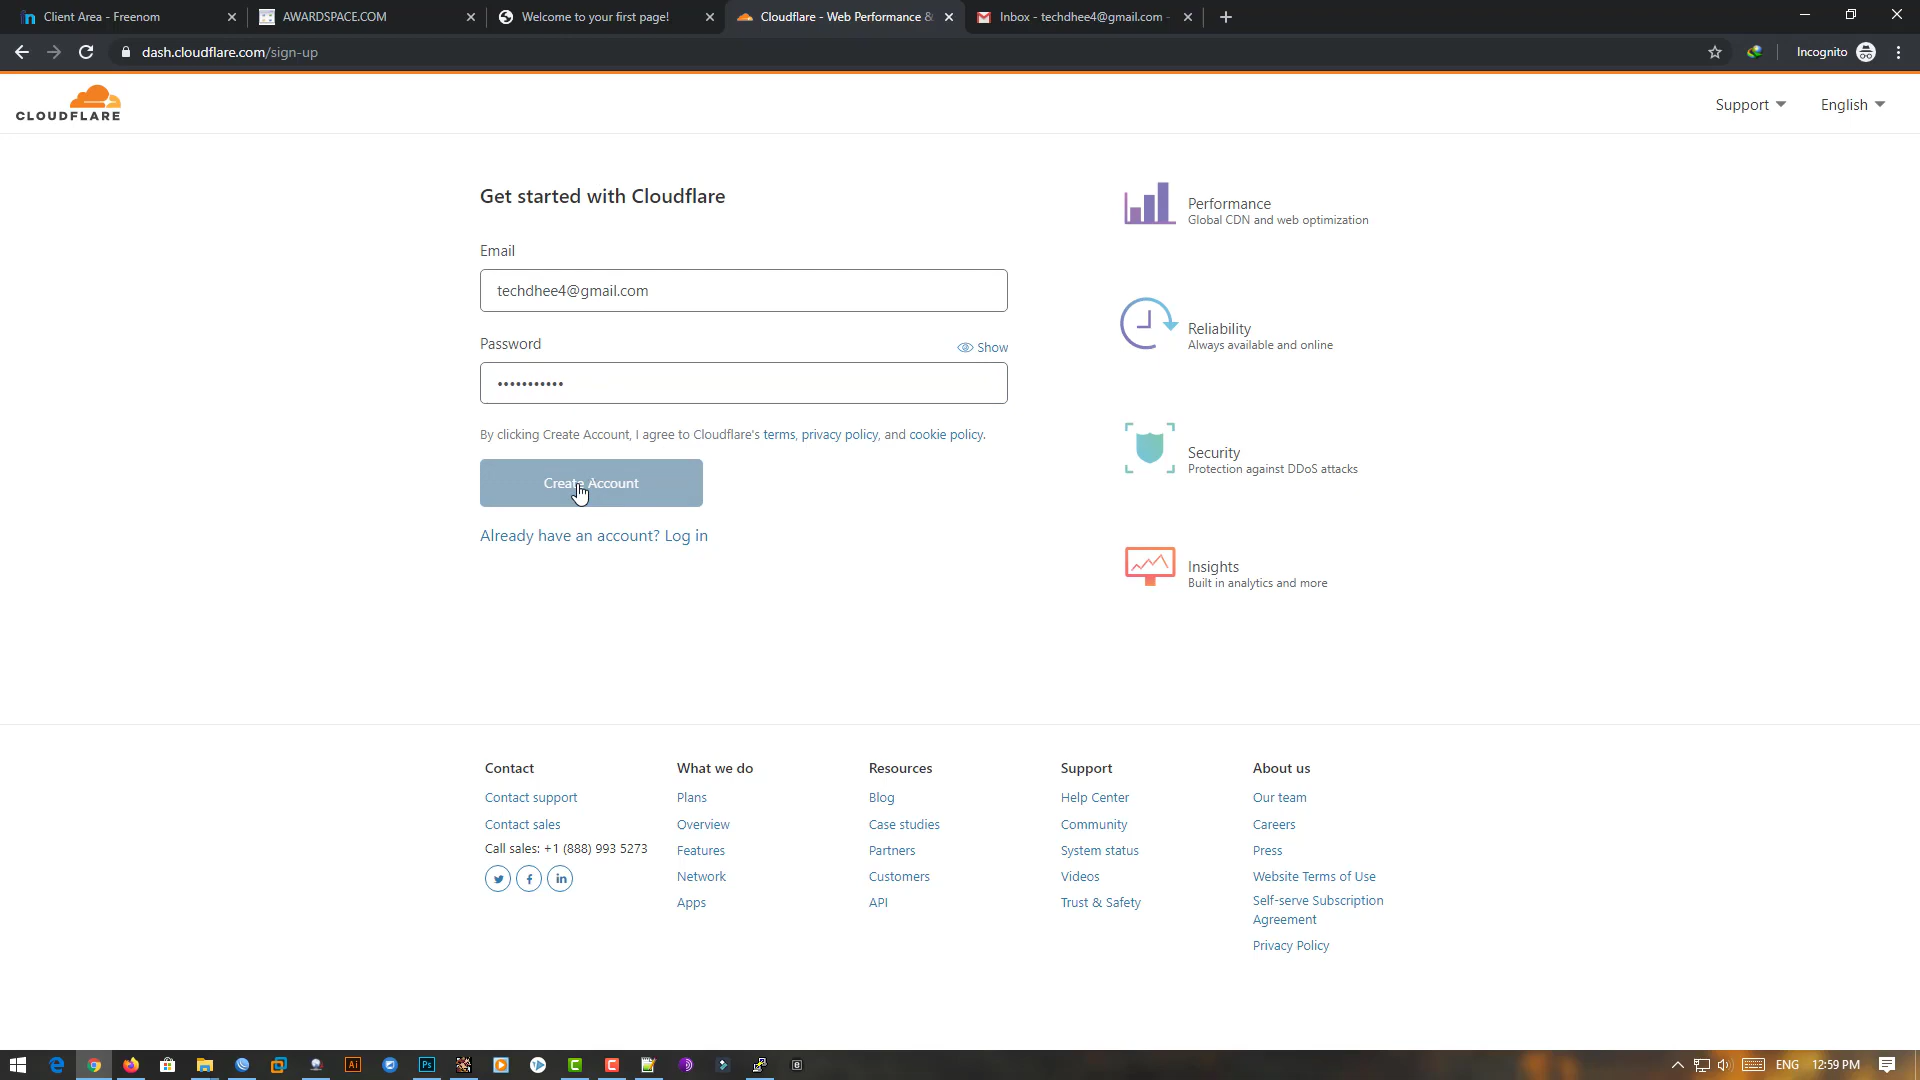 Client Area - Freenom
AWARDSPACE.COM
Welcome to your first page!
Cloudflare - Web Performance &
Inbox - techdhee4@gmail.com -
dash.cloudflare.com/sign-up
Incognito
CLOUDFLARE
Support
English
Get started with Cloudflare
Email
techdhee4@gmail.com
Password
Show
•••••••••••
By clicking Create Account, I agree to Cloudflare's terms, privacy policy, and cookie policy.
Create Account
Already have an account? Log in
Performance
Global CDN and web optimization
Reliability
Always available and online
Security
Protection against DDoS attacks
Insights
Built in analytics and more
Contact
Contact support
Contact sales
Call sales: +1 (888) 993 5273
What we do
Plans
Overview
Features
Network
Apps
Resources
Blog
Case studies
Partners
Customers
API
Support
Help Center
Community
System status
Videos
Trust & Safety
About us
Our team
Careers
Press
Website Terms of Use
Self-serve Subscription
Agreement
Privacy Policy
Ai
Ps
ENG
12:59 PM